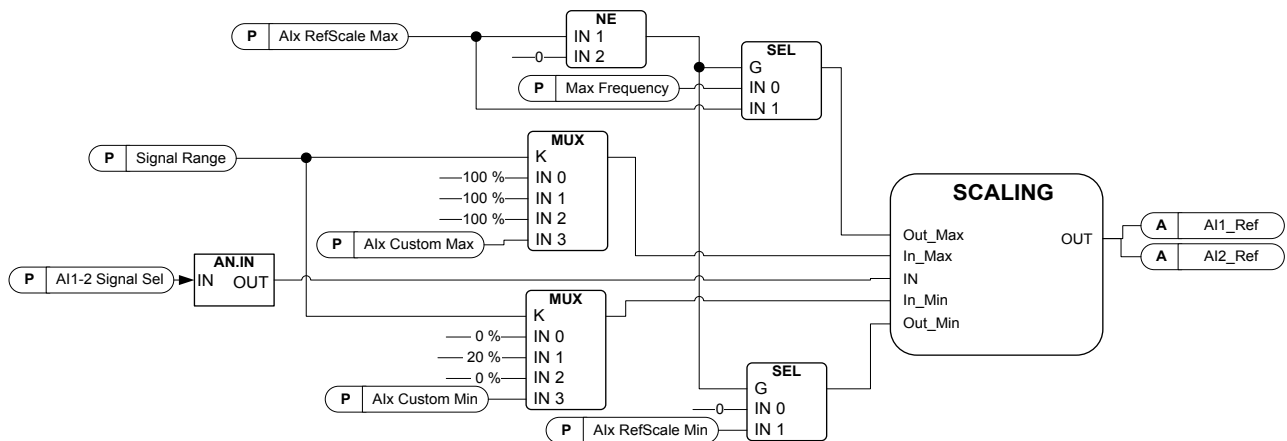 NE
P AIx RefScale Max
IN 1
0 IN 2
SEL
G
P Max Frequency
IN 0
IN 1
MUX
P Signal Range
K
100 % IN 0
100 % IN 1
100 % IN 2
P AIx Custom Max
IN 3
SCALING
Out_Max
In_Max
IN
In_Min
Out_Min
OUT
A AI1_Ref
A AI2_Ref
AN.IN
P AI1-2 Signal Sel
IN OUT
MUX
K
0 % IN 0
20 % IN 1
0 % IN 2
P AIx Custom Min
IN 3
SEL
G
0 IN 0
P AIx RefScale Min
IN 1